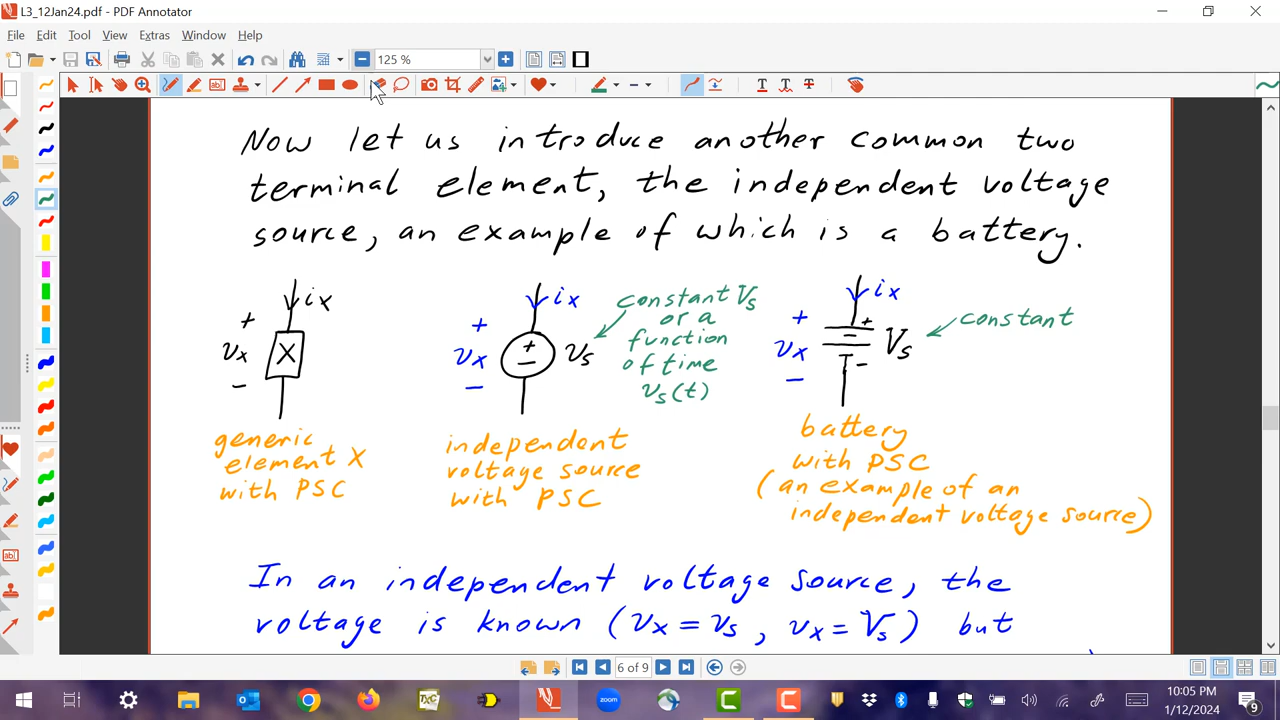 L3_12Jan24.pdf - PDF Annotator
File Edit Tool View Extras Window Help
125 %
Now let us introduce another common two
terminal element, the independent voltage
source, an example of which is a battery.
ix
+
vx
-
X
generic
element X
with PSC
ix
+
vx
-
+
-
vs
constant Vs
or a
function
of time
vs(t)
independent
voltage source
with PSC
ix
+
vx
-
+
-
Vs
constant
battery
with PSC
(an example of an
independent voltage source)
In an independent voltage source, the
voltage is known (vx = vs, vx = Vs) but
6 of 9
10:05 PM
1/12/2024
9